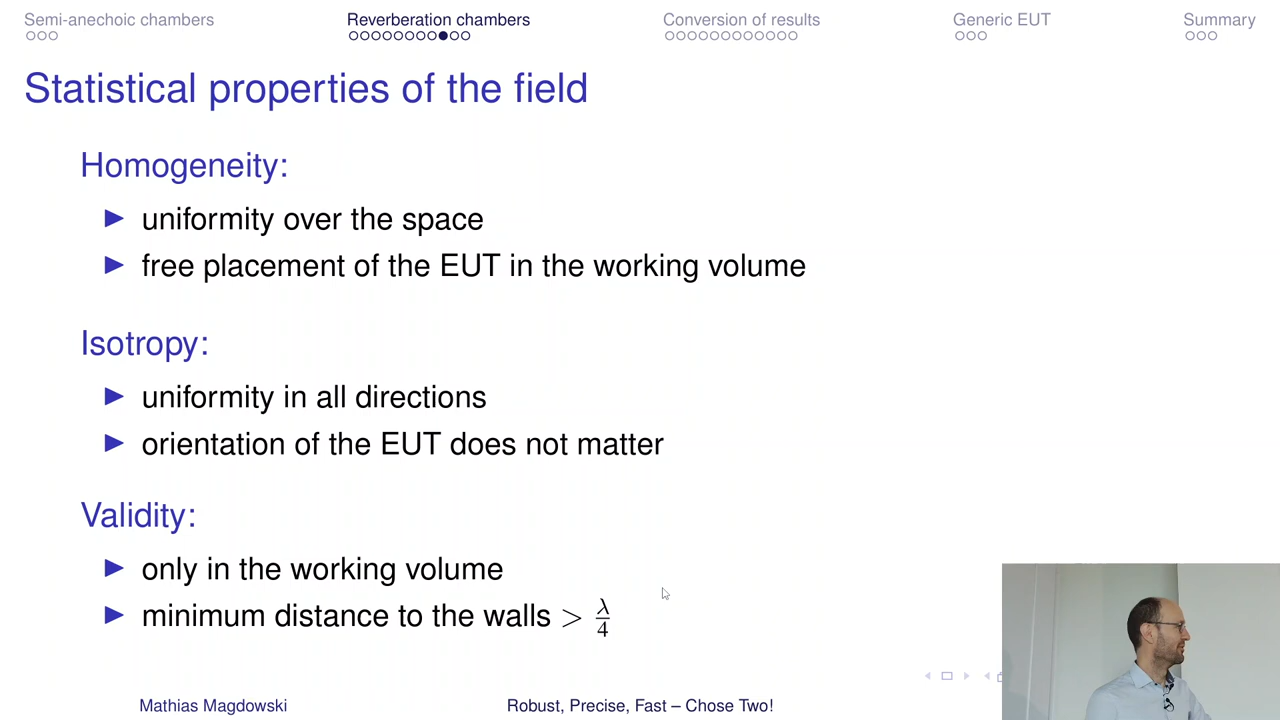 Semi-anechoic chambers Reverberation chambers Conversion of results Generic EUT Summary
Statistical properties of the field
Homogeneity:
uniformity over the space
free placement of the EUT in the working volume
Isotropy:
uniformity in all directions
orientation of the EUT does not matter
Validity:
only in the working volume
minimum distance to the walls > λ/4
Mathias Magdowski Robust, Precise, Fast – Chose Two!